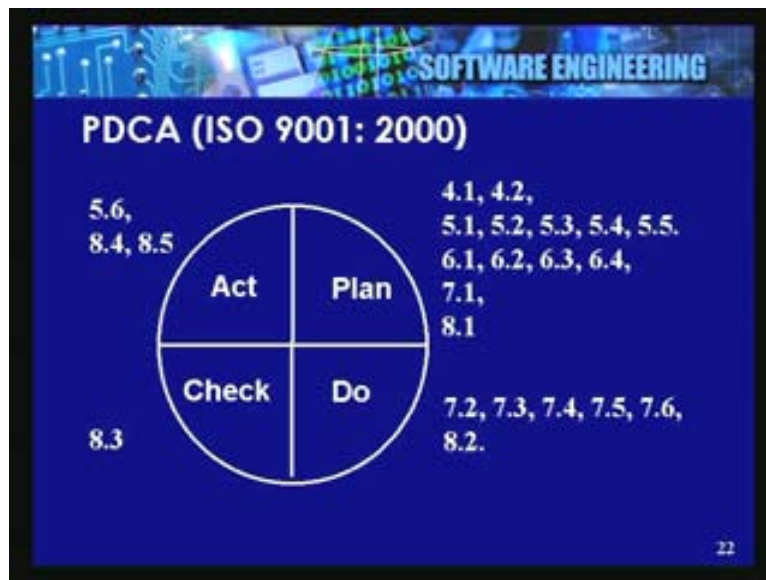 SOFTWARE ENGINEERING
PDCA (ISO 9001: 2000)
5.6,
8.4, 8.5
4.1, 4.2,
5.1, 5.2, 5.3, 5.4, 5.5.
6.1, 6.2, 6.3, 6.4,
7.1,
8.1
Act
Plan
Check
Do
8.3
7.2, 7.3, 7.4, 7.5, 7.6,
8.2.
22